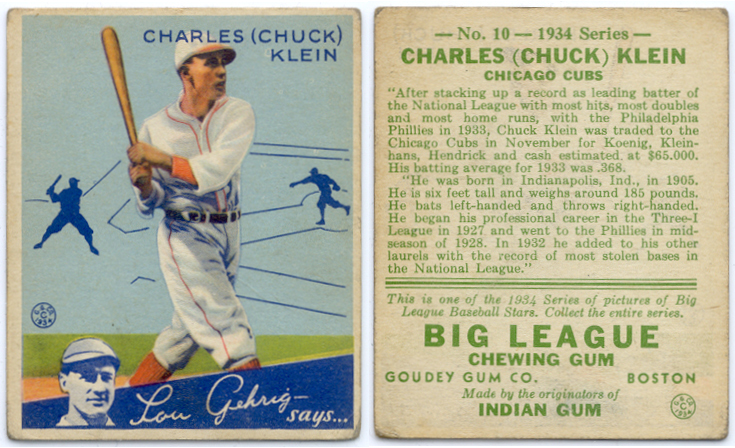 CHARLES (CHUCK)
KLEIN
Lou Gehrig—
says...
— No. 10 — 1934 Series —
CHARLES (CHUCK) KLEIN
CHICAGO CUBS
"After stacking up a record as leading batter of
the National League with most hits, most doubles
and most home runs, with the Philadelphia
Phillies in 1933, Chuck Klein was traded to the
Chicago Cubs in November for Koenig, Klein-
hans, Hendrick and cash estimated at $65.000.
His batting average for 1933 was .368.
"He was born in Indianapolis, Ind., in 1905.
He is six feet tall and weighs around 185 pounds.
He bats left-handed and throws right-handed.
He began his professional career in the Three-I
League in 1927 and went to the Phillies in mid-
season of 1928. In 1932 he added to his other
laurels with the record of most stolen bases in
the National League."
This is one of the 1934 Series of pictures of Big
League Baseball Stars. Collect the entire series.
BIG LEAGUE
CHEWING GUM
GOUDEY GUM CO. BOSTON
Made by the originators of
INDIAN GUM